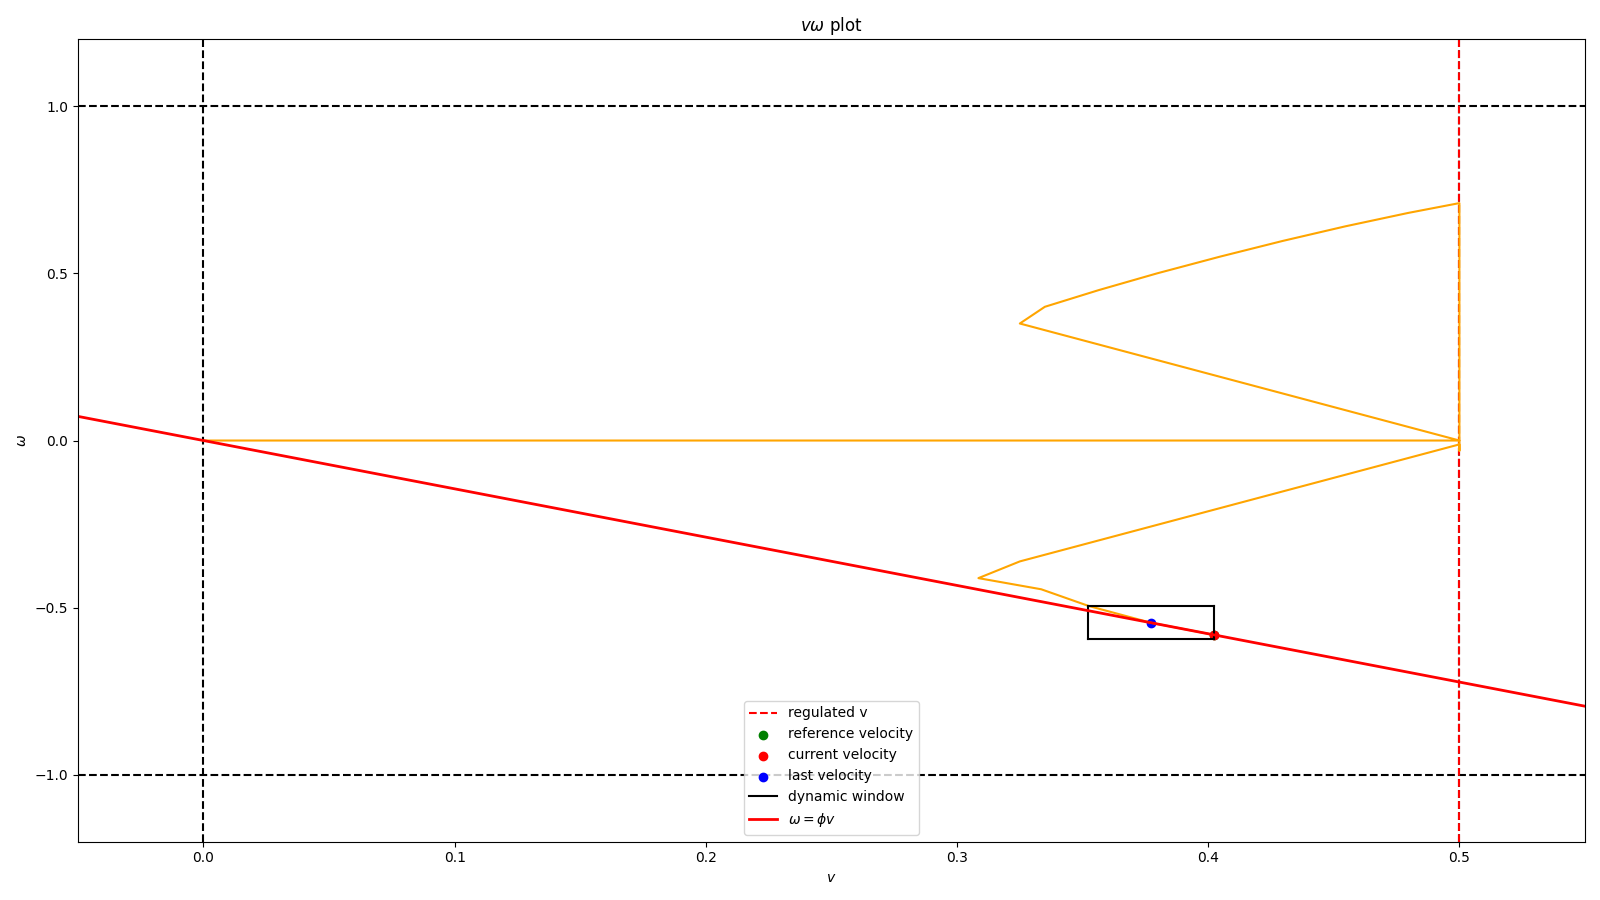 vω plot
1.0
0.5
0.0
−0.5
−1.0
ω
0.0
0.1
0.2
0.3
0.4
0.5
v
regulated v
reference velocity
current velocity
last velocity
dynamic window
ω = ϕv